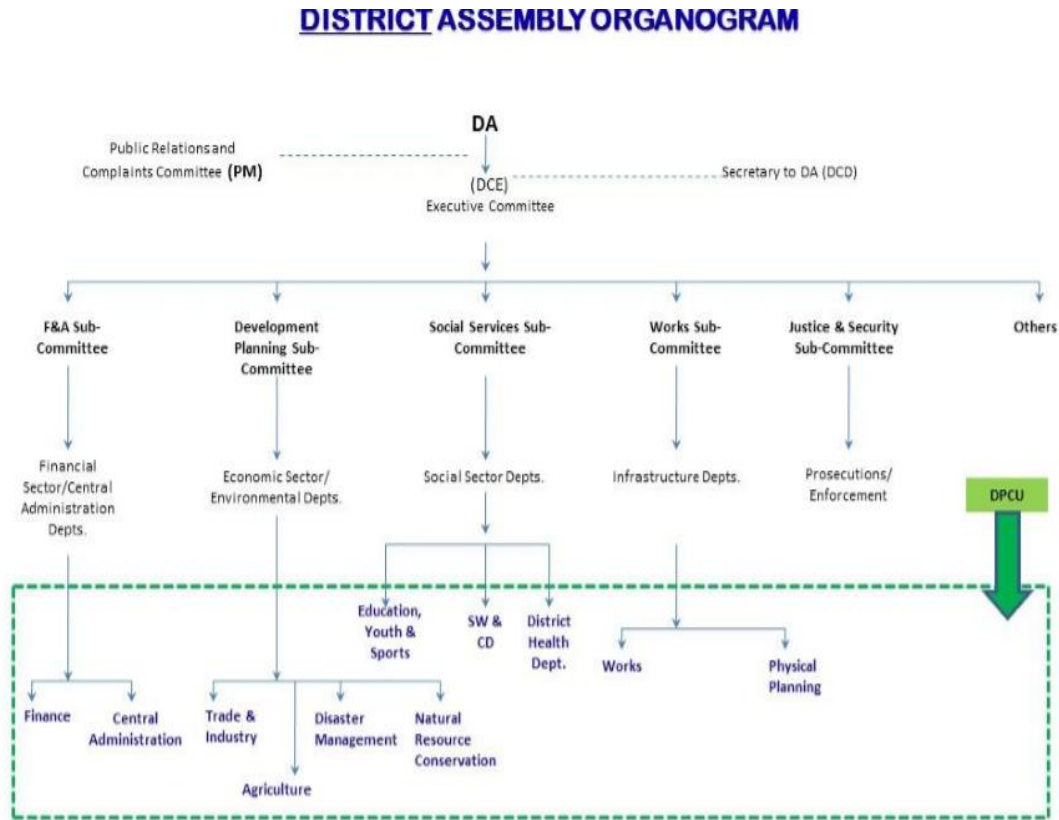 DISTRICT ASSEMBLY ORGANOGRAM
DA
Public Relations and
Complaints Committee (PM)
(DCE)
Executive Committee
Secretary to DA (DCD)
F&A Sub-
Committee
Development
Planning Sub-
Committee
Social Services Sub-
Committee
Works Sub-
Committee
Justice & Security
Sub-Committee
Others
Financial
Sector/Central
Administration
Depts.
Economic Sector/
Environmental Depts.
Social Sector Depts.
Infrastructure Depts.
Prosecutions/
Enforcement
DPCU
Education,
Youth &
Sports
SW &
CD
District
Health
Dept.
Works
Physical
Planning
Finance
Central
Administration
Trade &
Industry
Disaster
Management
Natural
Resource
Conservation
Agriculture